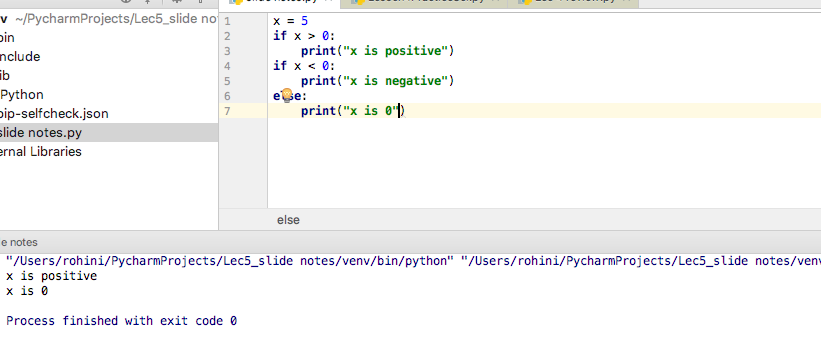 v ~/PycharmProjects/Lec5_slide no
bin
nclude
ib
Python
pip-selfcheck.json
slide notes.py
ernal Libraries
1 x = 5
2 if x > 0:
3 print("x is positive")
4 if x < 0:
5 print("x is negative")
6 else:
7 print("x is 0")
else
e notes
"/Users/rohini/PycharmProjects/Lec5_slide notes/venv/bin/python" "/Users/rohini/PycharmProjects/Lec5_slide notes/venv
x is positive
x is 0
Process finished with exit code 0